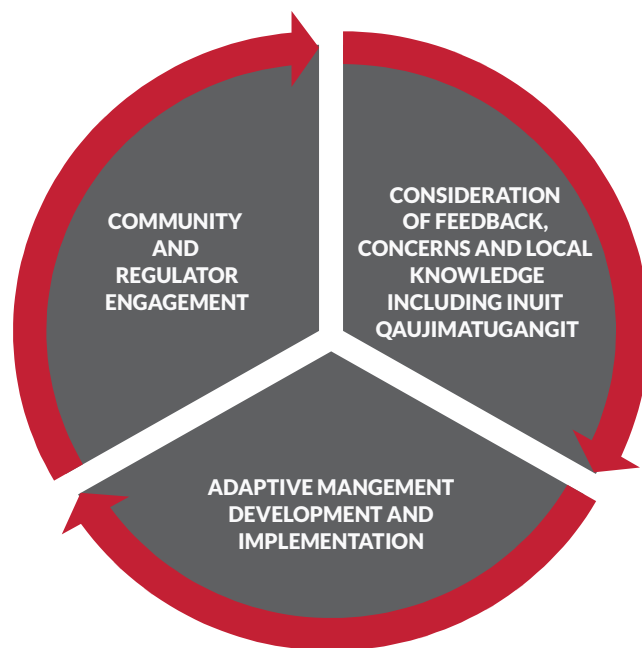 COMMUNITY
AND
REGULATOR
ENGAGEMENT
CONSIDERATION
OF FEEDBACK,
CONCERNS AND LOCAL
KNOWLEDGE
INCLUDING INUIT
QAUJIMATUGANGIT
ADAPTIVE MANGEMENT
DEVELOPMENT AND
IMPLEMENTATION